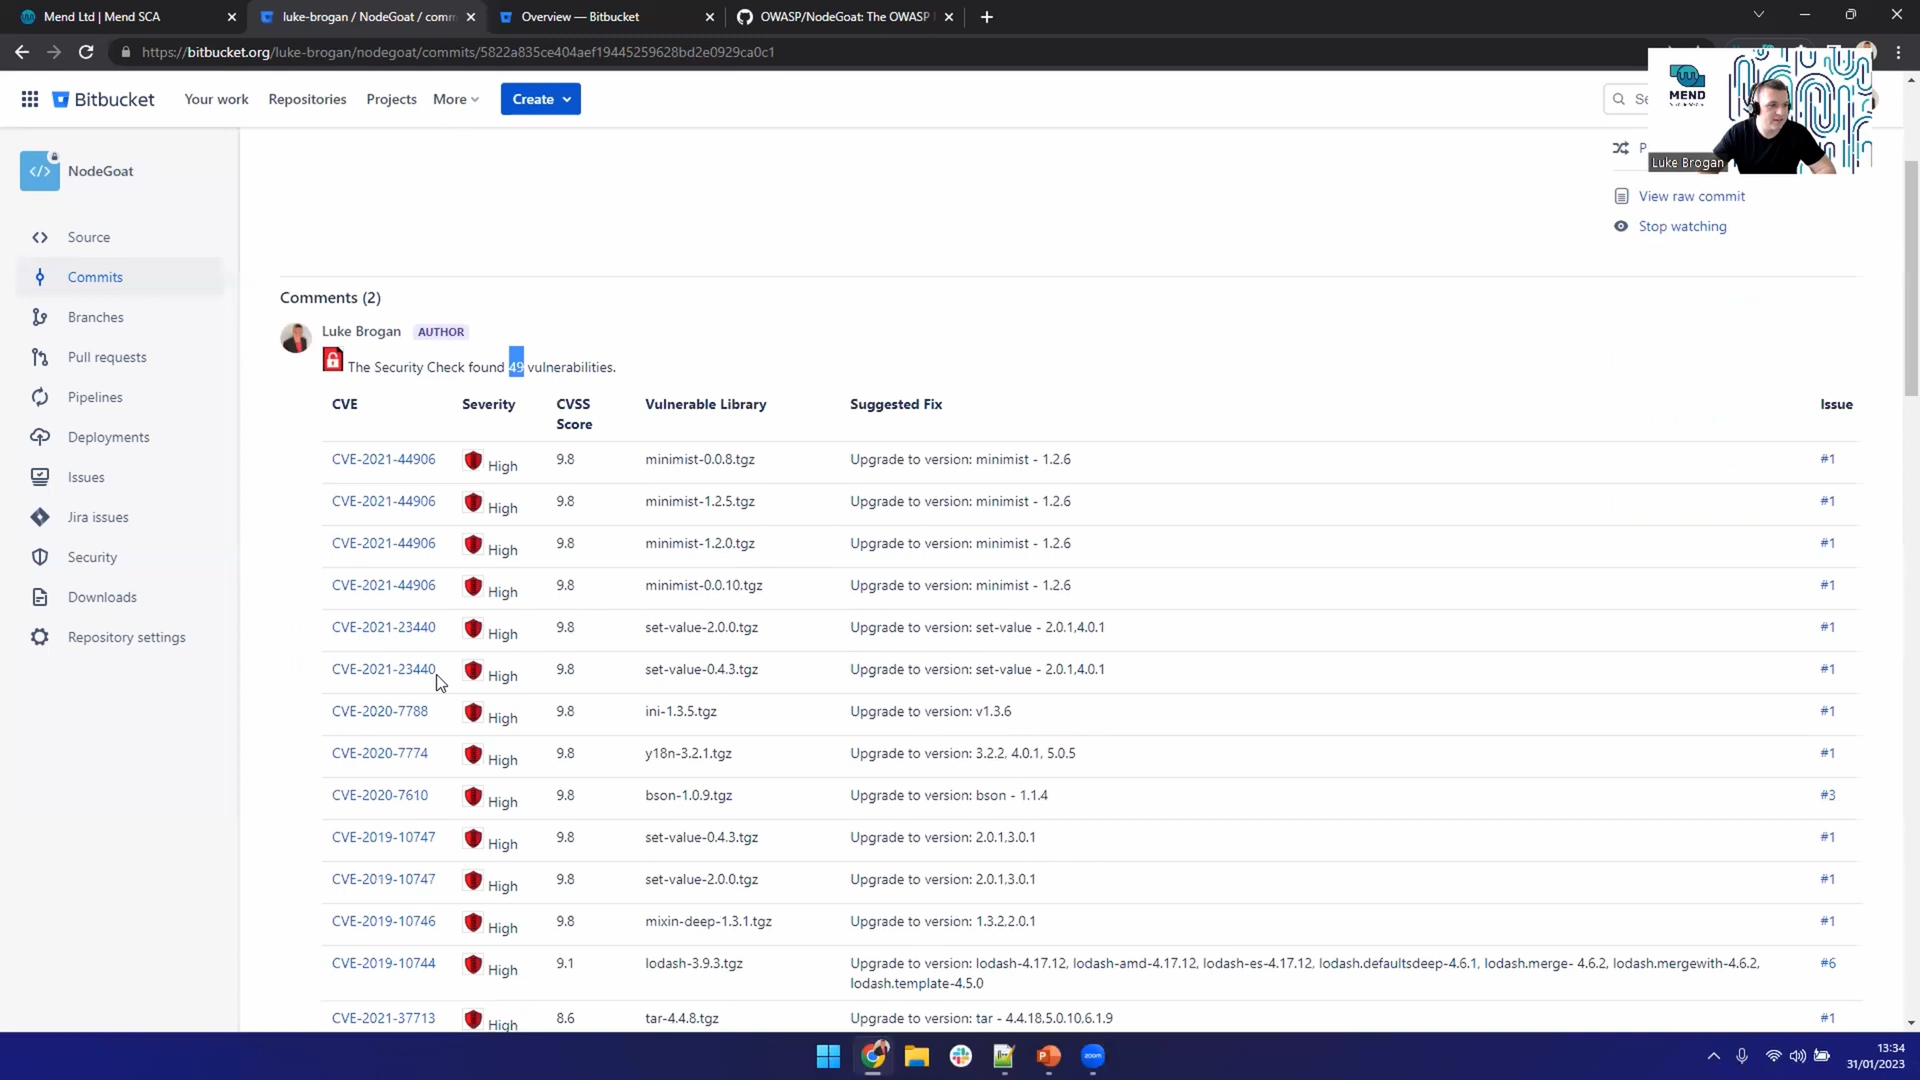 Mend Ltd | Mend SCA
luke-brogan / NodeGoat / comm
Overview — Bitbucket
OWASP/NodeGoat: The OWASP
https://bitbucket.org/luke-brogan/nodegoat/commits/5822a835ce404aef19445259628bd2e0929ca0c1
Bitbucket
Your work
Repositories
Projects
More
Create
Se
MEND
Luke Brogan
NodeGoat
Source
Commits
Branches
Pull requests
Pipelines
Deployments
Issues
Jira issues
Security
Downloads
Repository settings
P
View raw commit
Stop watching
Comments (2)
Luke Brogan AUTHOR
The Security Check found 49 vulnerabilities.
CVE Severity CVSS Score Vulnerable Library Suggested Fix Issue
CVE-2021-44906 High 9.8 minimist-0.0.8.tgz Upgrade to version: minimist - 1.2.6 #1
CVE-2021-44906 High 9.8 minimist-1.2.5.tgz Upgrade to version: minimist - 1.2.6 #1
CVE-2021-44906 High 9.8 minimist-1.2.0.tgz Upgrade to version: minimist - 1.2.6 #1
CVE-2021-44906 High 9.8 minimist-0.0.10.tgz Upgrade to version: minimist - 1.2.6 #1
CVE-2021-23440 High 9.8 set-value-2.0.0.tgz Upgrade to version: set-value - 2.0.1,4.0.1 #1
CVE-2021-23440 High 9.8 set-value-0.4.3.tgz Upgrade to version: set-value - 2.0.1,4.0.1 #1
CVE-2020-7788 High 9.8 ini-1.3.5.tgz Upgrade to version: v1.3.6 #1
CVE-2020-7774 High 9.8 y18n-3.2.1.tgz Upgrade to version: 3.2.2, 4.0.1, 5.0.5 #1
CVE-2020-7610 High 9.8 bson-1.0.9.tgz Upgrade to version: bson - 1.1.4 #3
CVE-2019-10747 High 9.8 set-value-0.4.3.tgz Upgrade to version: 2.0.1,3.0.1 #1
CVE-2019-10747 High 9.8 set-value-2.0.0.tgz Upgrade to version: 2.0.1,3.0.1 #1
CVE-2019-10746 High 9.8 mixin-deep-1.3.1.tgz Upgrade to version: 1.3.2,2.0.1 #1
CVE-2019-10744 High 9.1 lodash-3.9.3.tgz Upgrade to version: lodash-4.17.12, lodash-amd-4.17.12, lodash-es-4.17.12, lodash.defaultsdeep-4.6.1, lodash.merge- 4.6.2, lodash.mergewith-4.6.2, #6
lodash.template-4.5.0
CVE-2021-37713 High 8.6 tar-4.4.8.tgz Upgrade to version: tar - 4.4.18,5.0.10,6.1.9 #1
zoom
13:34
31/01/2023